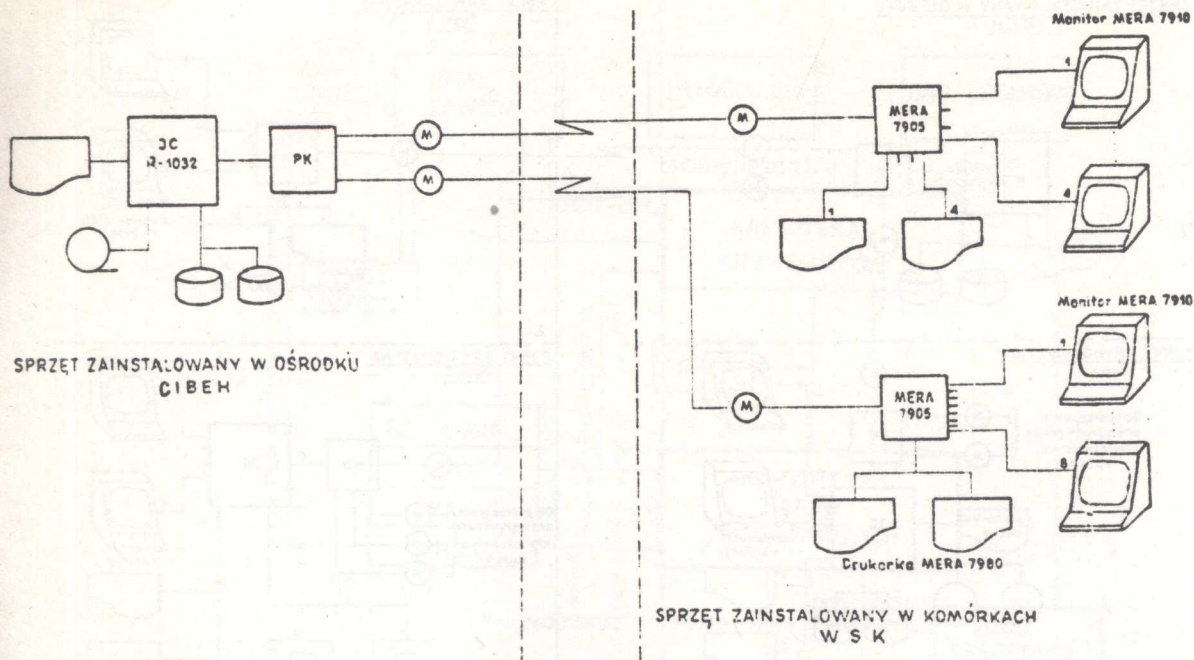 JC
R-1032
PK
M
M
SPRZĘT ZAINSTALOWANY W OŚRODKU
CIBEH
M
MERA
7905
Monitor MERA 7910
1
4
1
4
M
MERA
7905
Monitor MERA 7910
1
8
Drukarka MERA 7980
SPRZĘT ZAINSTALOWANY W KOMÓRKACH
W S K